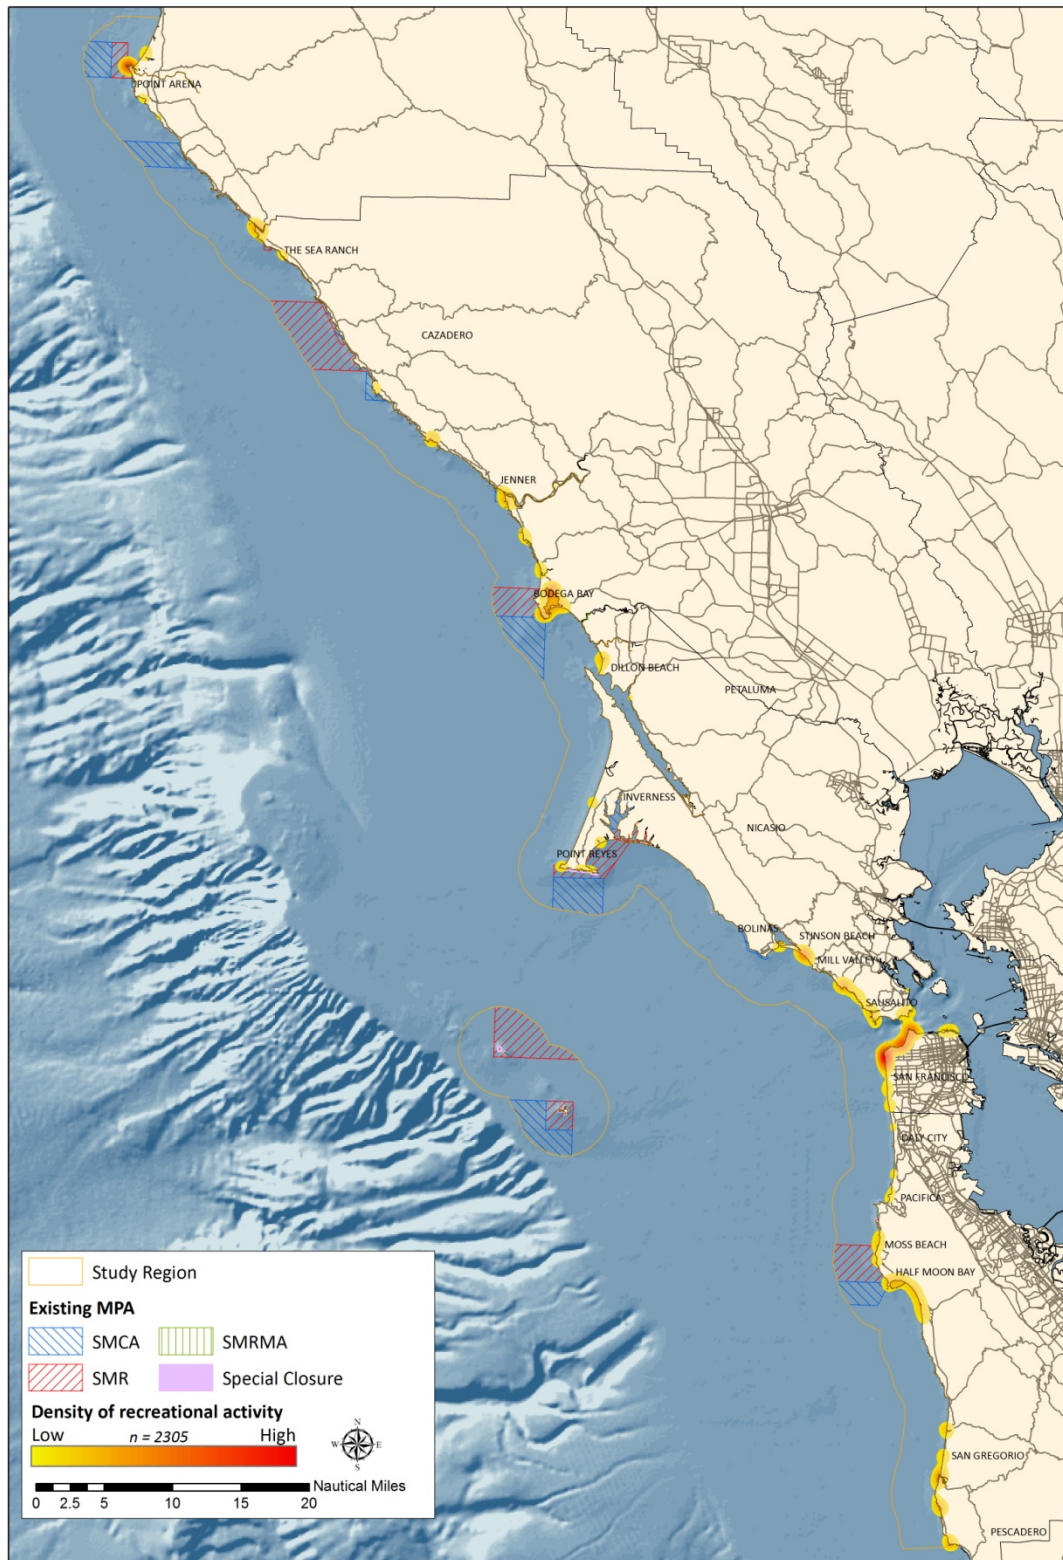 POINT ARENA
THE SEA RANCH
CAZADERO
JENNER
BODEGA BAY
DILLON BEACH
PETALUMA
INVERNESS
NICASIO
POINT REYES
BOLINAS
STINSON BEACH
MILL VALLEY
SAUSALITO
SAN FRANCISCO
DALY CITY
PACIFICA
MOSS BEACH
HALF MOON BAY
SAN GREGORIO
PESCADERO
Study Region
Existing MPA
SMCA
SMRMA
SMR
Special Closure
Density of recreational activity
Low
n = 2305
High
N
W
E
S
Nautical Miles
0 2.5 5 10 15 20